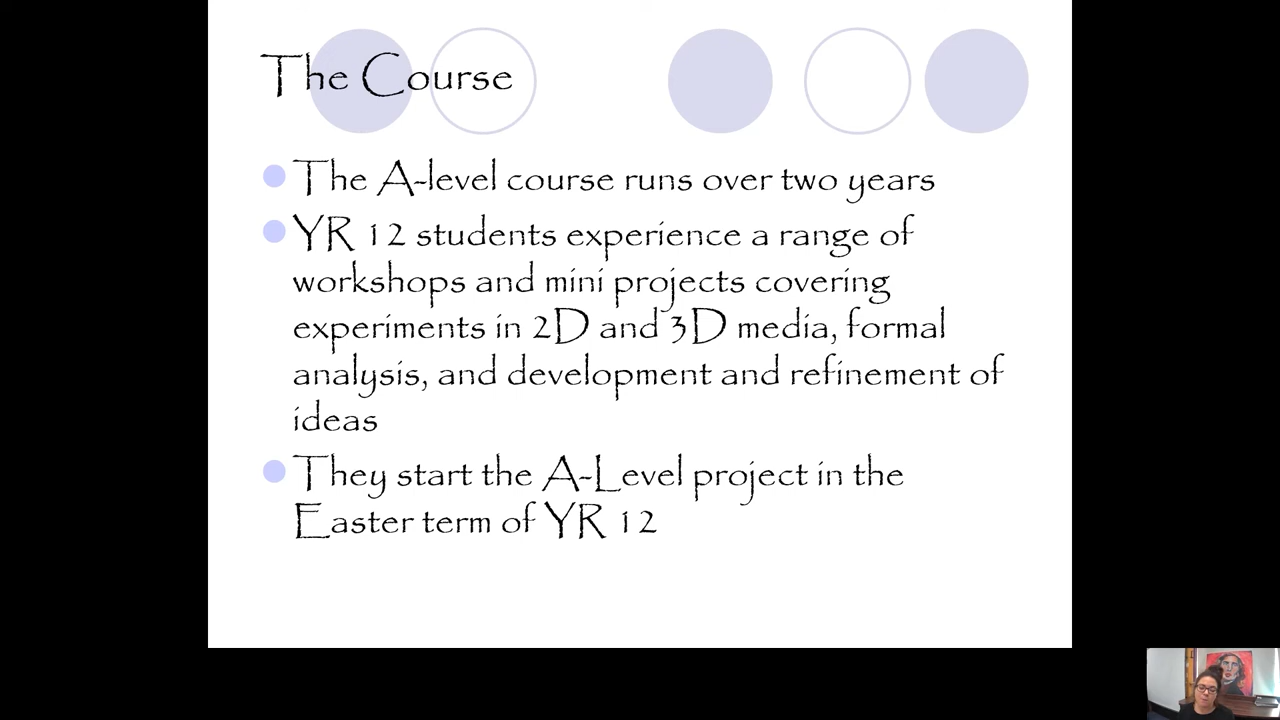 The Course
The A-level course runs over two years
YR 12 students experience a range of
workshops and mini projects covering
experiments in 2D and 3D media, formal
analysis, and development and refinement of
ideas
They start the A-Level project in the
Easter term of YR 12